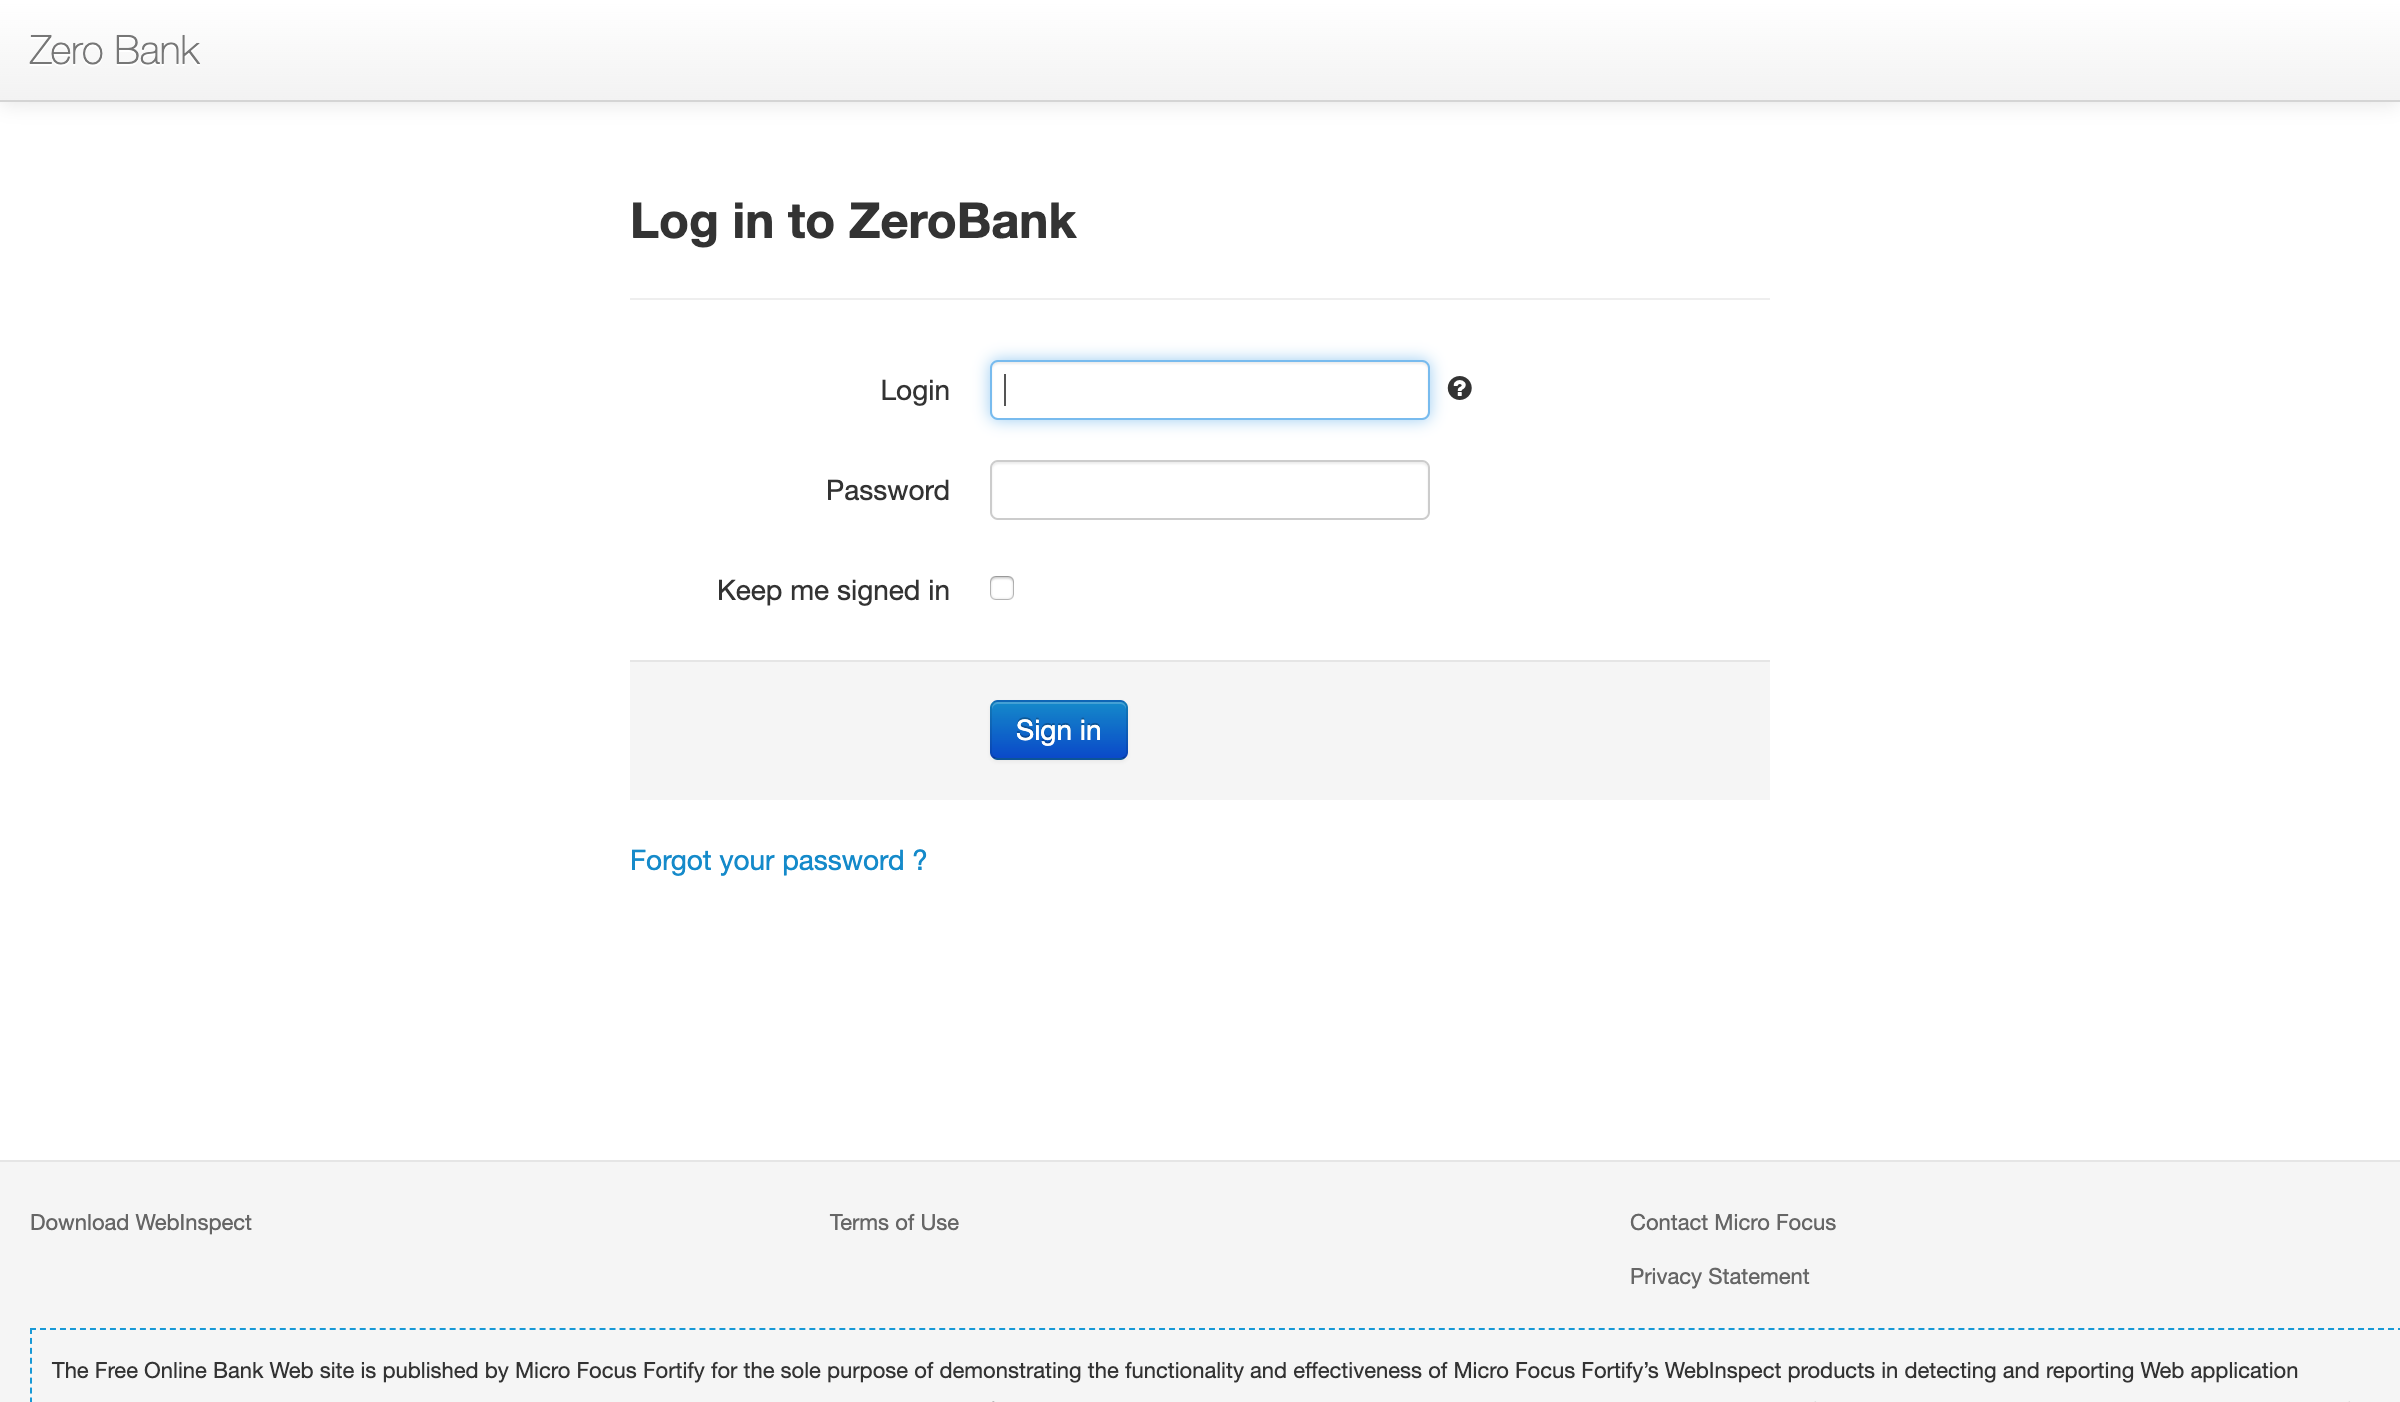 Zero Bank
Log in to ZeroBank
Login
Password
Keep me signed in
Sign in
Forgot your password ?
Download WebInspect
Terms of Use
Contact Micro Focus
Privacy Statement
The Free Online Bank Web site is published by Micro Focus Fortify for the sole purpose of demonstrating the functionality and effectiveness of Micro Focus Fortify’s WebInspect products in detecting and reporting Web application